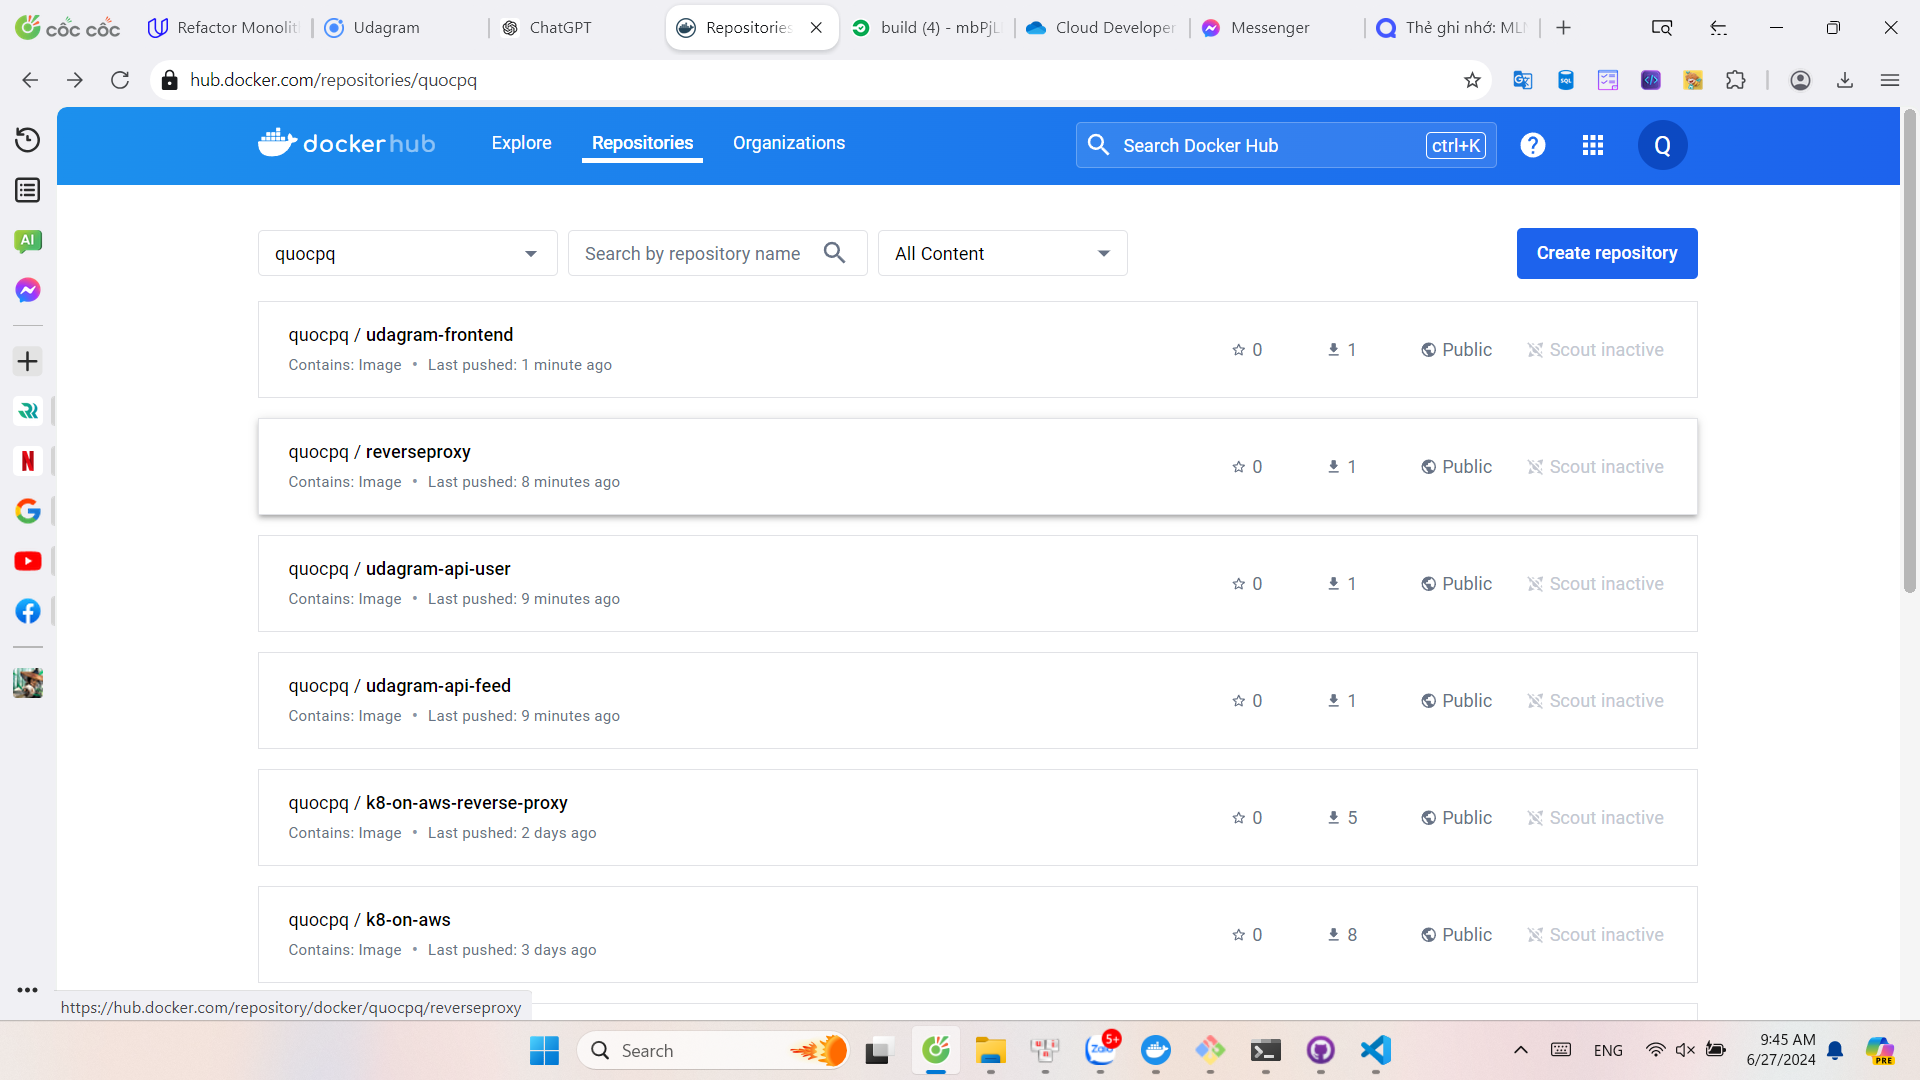 cốc cốc
Refactor Monolit
Udagram
ChatGPT
Repositories
build (4) - mbPjL
Cloud Developer
Messenger
Thẻ ghi nhớ: MLN
hub.docker.com/repositories/quocpq
dockerhub
Explore
Repositories
Organizations
Search Docker Hub
ctrl+K
Q
quocpq
Search by repository name
All Content
Create repository
quocpq / udagram-frontend
Contains: Image • Last pushed: 1 minute ago
0
1
Public
Scout inactive
quocpq / reverseproxy
Contains: Image • Last pushed: 8 minutes ago
0
1
Public
Scout inactive
quocpq / udagram-api-user
Contains: Image • Last pushed: 9 minutes ago
0
1
Public
Scout inactive
quocpq / udagram-api-feed
Contains: Image • Last pushed: 9 minutes ago
0
1
Public
Scout inactive
quocpq / k8-on-aws-reverse-proxy
Contains: Image • Last pushed: 2 days ago
0
5
Public
Scout inactive
quocpq / k8-on-aws
Contains: Image • Last pushed: 3 days ago
0
8
Public
Scout inactive
AI
N
https://hub.docker.com/repository/docker/quocpq/reverseproxy
Search
Zalo
5+
ENG
9:45 AM
6/27/2024
PRE